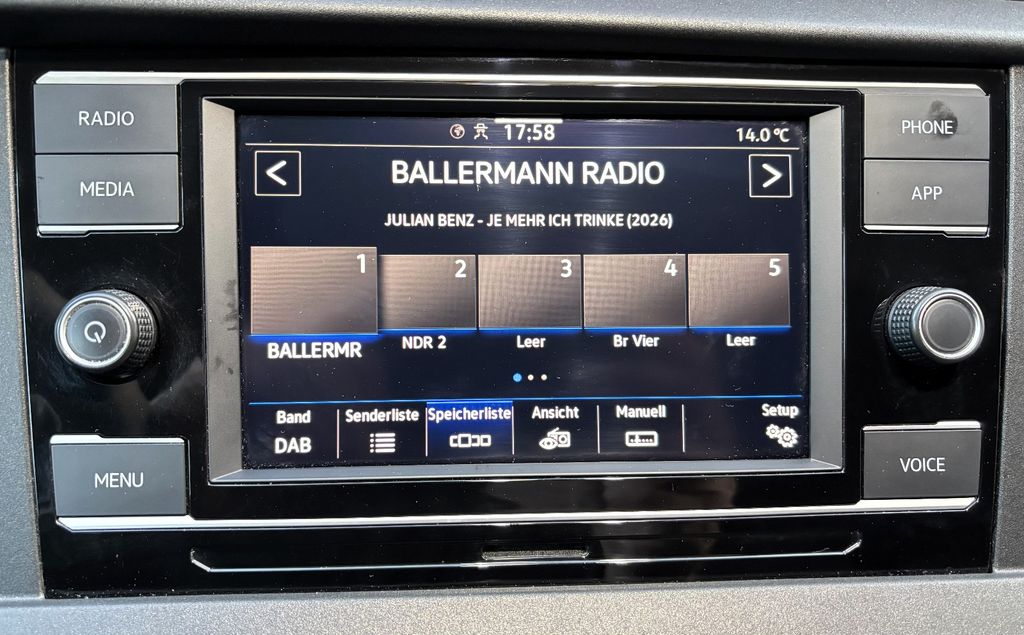 RADIO
MEDIA
MENU
17:58
14.0 °C
<
BALLERMANN RADIO
>
JULIAN BENZ - JE MEHR ICH TRINKE (2026)
1
2
3
4
5
BALLERMR
NDR 2
Leer
Br Vier
Leer
Band
DAB
Senderliste
Speicherliste
Ansicht
Manuell
Setup
PHONE
APP
VOICE